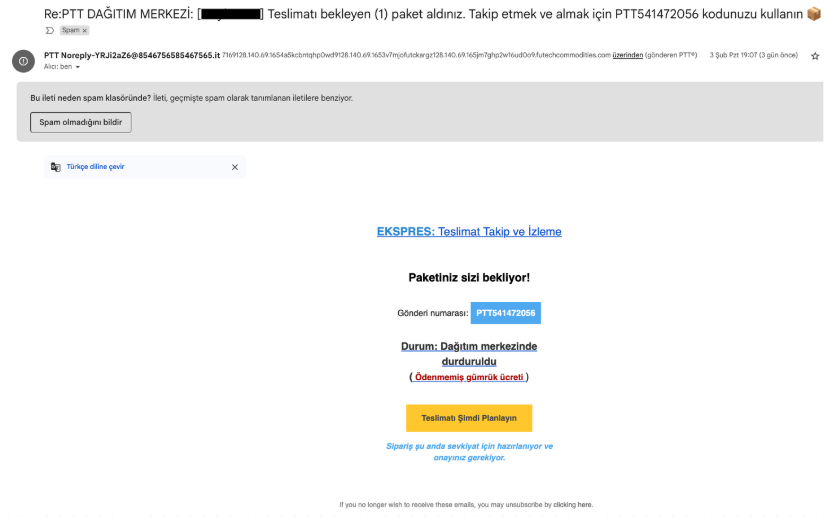 Re:PTT DAĞITIM MERKEZİ: [ ] Teslimatı bekleyen (1) paket aldınız. Takip etmek ve almak için PTT541472056 kodunuzu kullanın 📦
Spam x
PTT Noreply-YRJi2aZ6@8546756585467565.it 7169128.140.69.1654a5kcbntqhp0wd9128.140.69.1653v7mjofutckargz128.140.69.165jm7ghp2w16ud0o9.futechcommodities.com üzerinden (gönderen PTT®) 3 Şub Pzt 19:07 (3 gün önce)
Alıcı: ben
Bu ileti neden spam klasöründe? İleti, geçmişte spam olarak tanımlanan iletilere benziyor.
Spam olmadığını bildir
Türkçe diline çevir
EKSPRES: Teslimat Takip ve İzleme
Paketiniz sizi bekliyor!
Gönderi numarası: PTT541472056
Durum: Dağıtım merkezinde
durduruldu
( Ödenmemiş gümrük ücreti )
Teslimatı Şimdi Planlayın
Sipariş şu anda sevkiyat için hazırlanıyor ve
onayınız gerekiyor.
If you no longer wish to receive these emails, you may unsubscribe by clicking here.